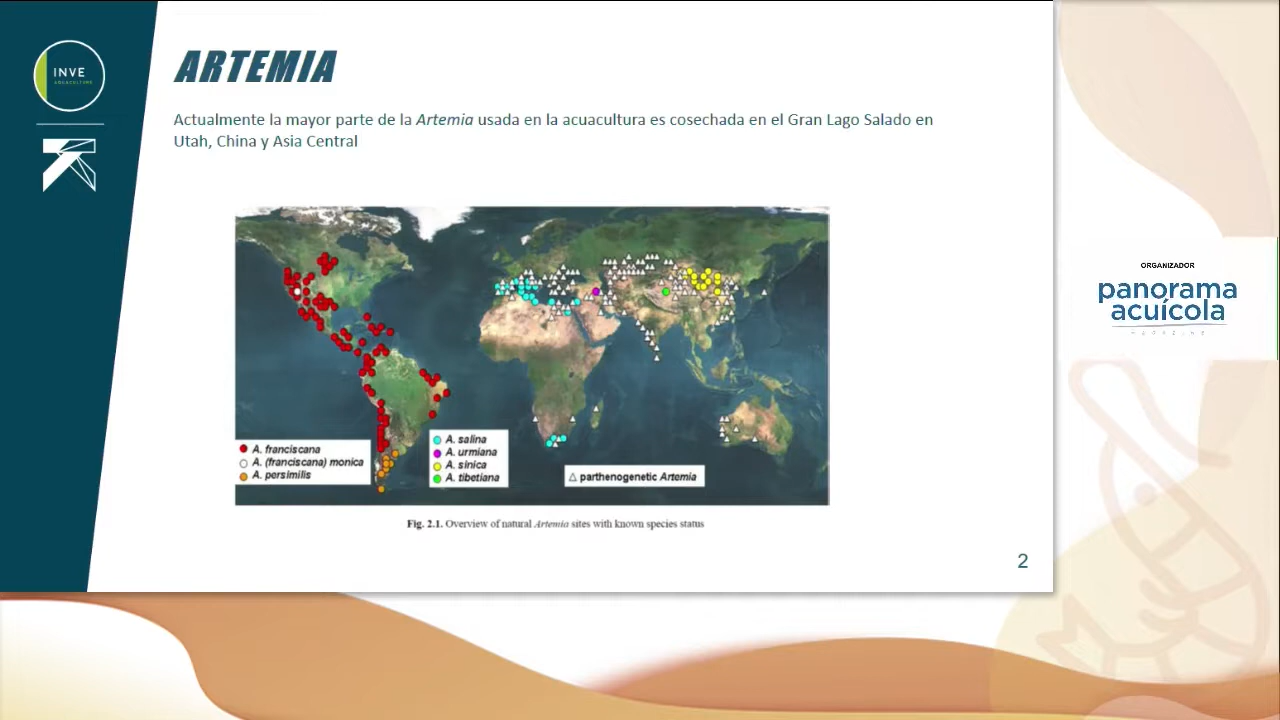 INVE
AQUACULTURE
ARTEMIA
Actualmente la mayor parte de la Artemia usada en la acuacultura es cosechada en el Gran Lago Salado en
Utah, China y Asia Central
A. franciscana
A. (franciscana) monica
A. persimilis
A. salina
A. urmiana
A. sinica
A. tibetiana
△ parthenogenetic Artemia
Fig. 2.1. Overview of natural Artemia sites with known species status
2
ORGANIZADOR
panorama
acuícola
MAGAZINE